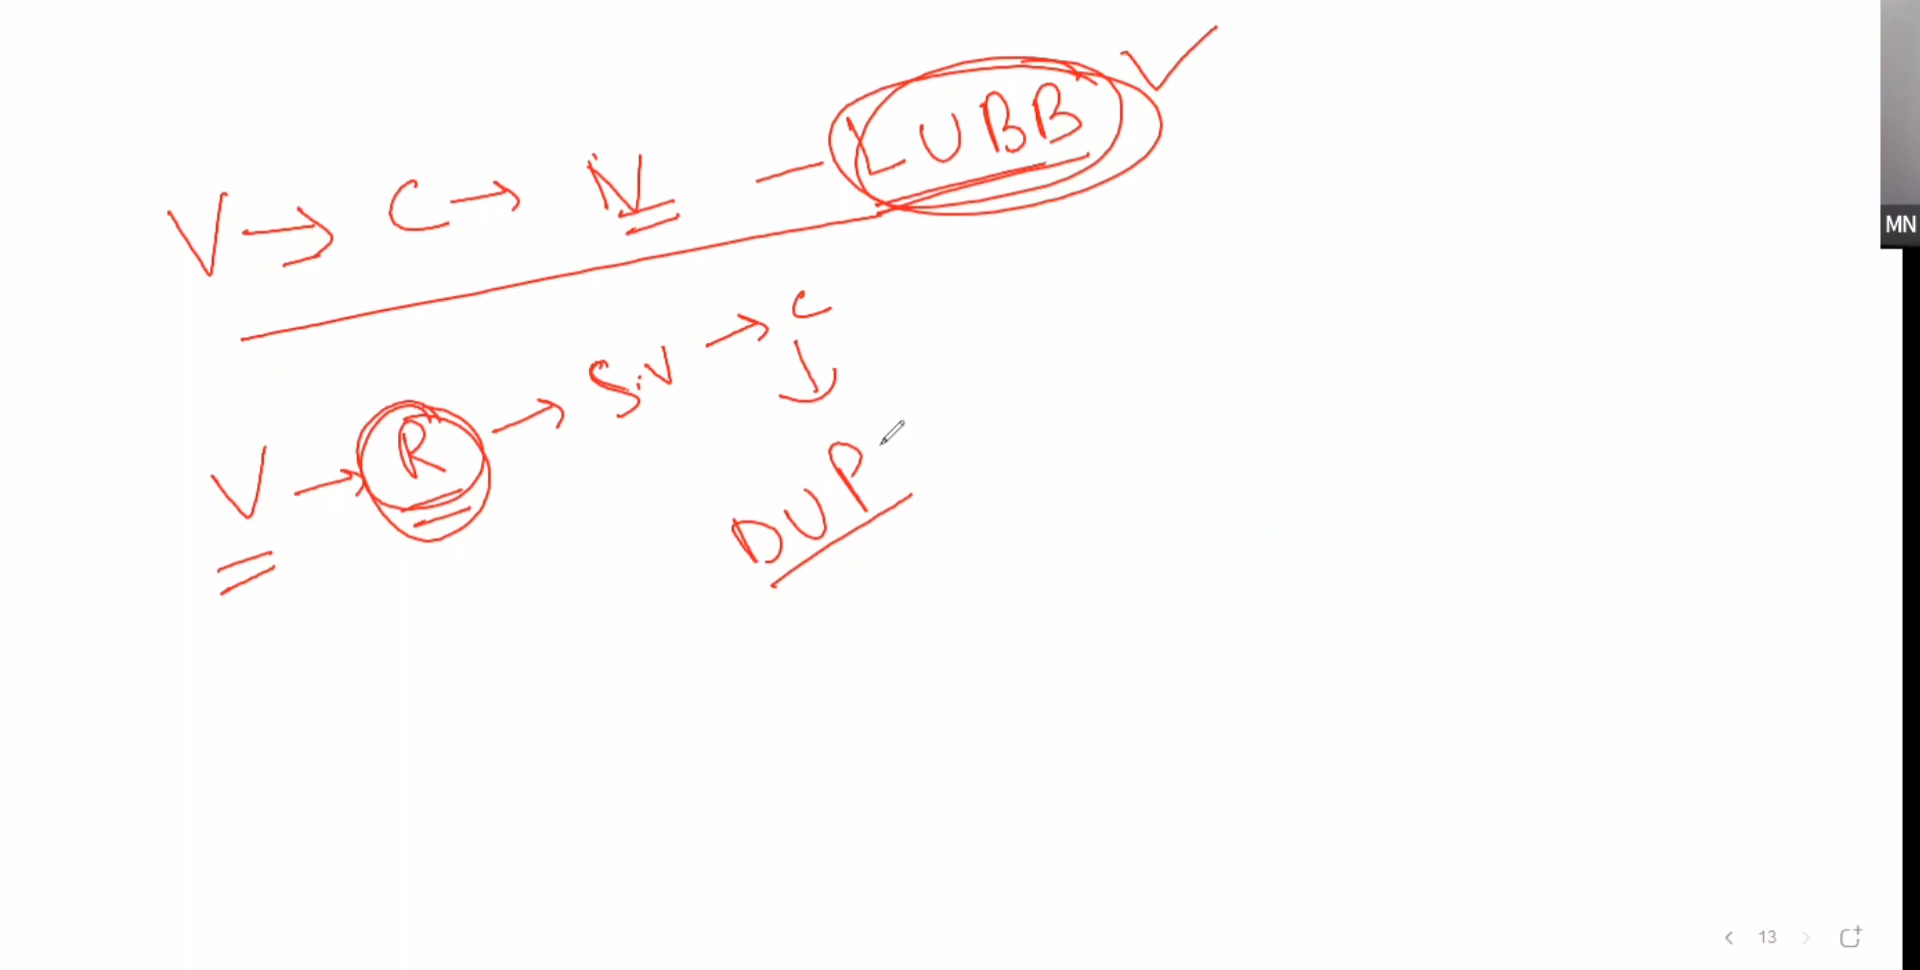 V → C → N — LUBB ✓
V → R → S.V → C
↓
DUP
MN
13